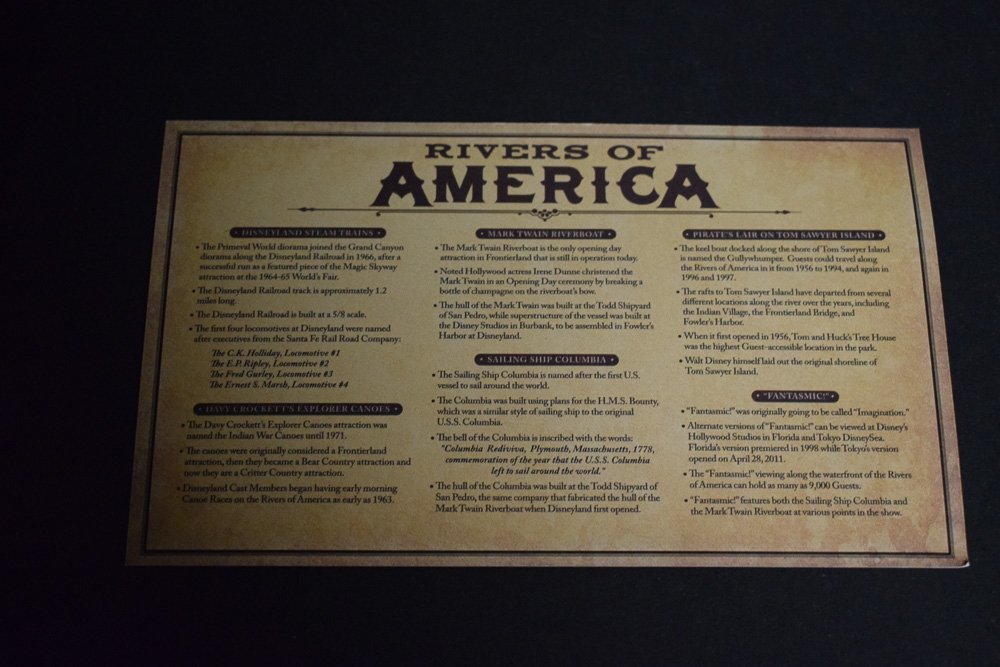 RIVERS OF
AMERICA
• DISNEYLAND STEAM TRAINS •
• The Primeval World diorama joined the Grand Canyon
diorama along the Disneyland Railroad in 1966, after a
successful run as a featured piece of the Magic Skyway
attraction at the 1964-65 World's Fair.
• The Disneyland Railroad track is approximately 1.2
miles long.
• The Disneyland Railroad is built at a 5/8 scale.
• The first four locomotives at Disneyland were named
after executives from the Santa Fe Rail Road Company:
The C.K. Holliday, Locomotive #1
The E.P. Ripley, Locomotive #2
The Fred Gurley, Locomotive #3
The Ernest S. Marsh, Locomotive #4
• DAVY CROCKETT'S EXPLORER CANOES •
• The Davy Crockett's Explorer Canoes attraction was
named the Indian War Canoes until 1971.
• The canoes were originally considered a Frontierland
attraction, then they became a Bear Country attraction and
now they are a Critter Country attraction.
• Disneyland Cast Members began having early morning
Canoe Races on the Rivers of America as early as 1963.
• MARK TWAIN RIVERBOAT •
• The Mark Twain Riverboat is the only opening day
attraction in Frontierland that is still in operation today.
• Noted Hollywood actress Irene Dunne christened the
Mark Twain in an Opening Day ceremony by breaking a
bottle of champagne on the riverboat's bow.
• The hull of the Mark Twain was built at the Todd Shipyard
of San Pedro, while superstructure of the vessel was built at
the Disney Studios in Burbank, to be assembled in Fowler's
Harbor at Disneyland.
• SAILING SHIP COLUMBIA •
• The Sailing Ship Columbia is named after the first U.S.
vessel to sail around the world.
• The Columbia was built using plans for the H.M.S. Bounty,
which was a similar style of sailing ship to the original
U.S.S. Columbia.
• The bell of the Columbia is inscribed with the words:
"Columbia Rediviva, Plymouth, Massachusetts, 1778,
commemoration of the year that the U.S.S. Columbia
left to sail around the world."
• The hull of the Columbia was built at the Todd Shipyard of
San Pedro, the same company that fabricated the hull of the
Mark Twain Riverboat when Disneyland first opened.
• PIRATE'S LAIR ON TOM SAWYER ISLAND •
• The keel boat docked along the shore of Tom Sawyer Island
is named the Gullywhumper. Guests could travel along
the Rivers of America in it from 1956 to 1994, and again in
1996 and 1997.
• The rafts to Tom Sawyer Island have departed from several
different locations along the river over the years, including
the Indian Village, the Frontierland Bridge, and
Fowler's Harbor.
• When it first opened in 1956, Tom and Huck's Tree House
was the highest Guest-accessible location in the park.
• Walt Disney himself laid out the original shoreline of
Tom Sawyer Island.
• "FANTASMIC!" •
• "Fantasmic!" was originally going to be called "Imagination."
• Alternate versions of "Fantasmic!" can be viewed at Disney's
Hollywood Studios in Florida and Tokyo DisneySea.
Florida's version premiered in 1998 while Tokyo's version
opened on April 28, 2011.
• The "Fantasmic!" viewing along the waterfront of the Rivers
of America can hold as many as 9,000 Guests.
• "Fantasmic!" features both the Sailing Ship Columbia and
the Mark Twain Riverboat at various points in the show.